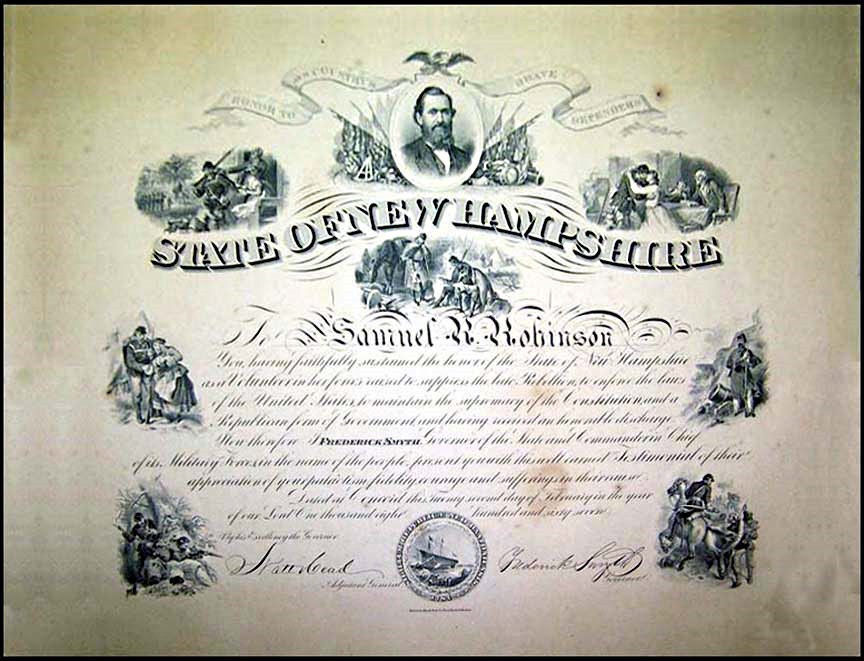 HONOR TO OUR COUNTRY'S BRAVE DEFENDERS
STATE OF NEW HAMPSHIRE
To Samuel R. Robinson
You, having faithfully sustained the honor of the State of New Hampshire
as a Volunteer in her forces raised to suppress the late Rebellion, to enforce the laws
of the United States, to maintain the supremacy of the Constitution, and a
Republican form of Government, and having received an honorable discharge
Now therefore I FREDERICK SMYTH Governor of the State and Commander in Chief
of its Military Forces, in the name of the people, present you with this well earned Testimonial of their
appreciation of your patriotism, fidelity, courage and sufferings in their cause.
Dated in Concord this Twenty second day of February in the year
of our Lord One thousand eight hundred and sixty seven
By his Excellency the Governor
Natt Head
Adjutant General
Frederick Smyth
Governor
1784